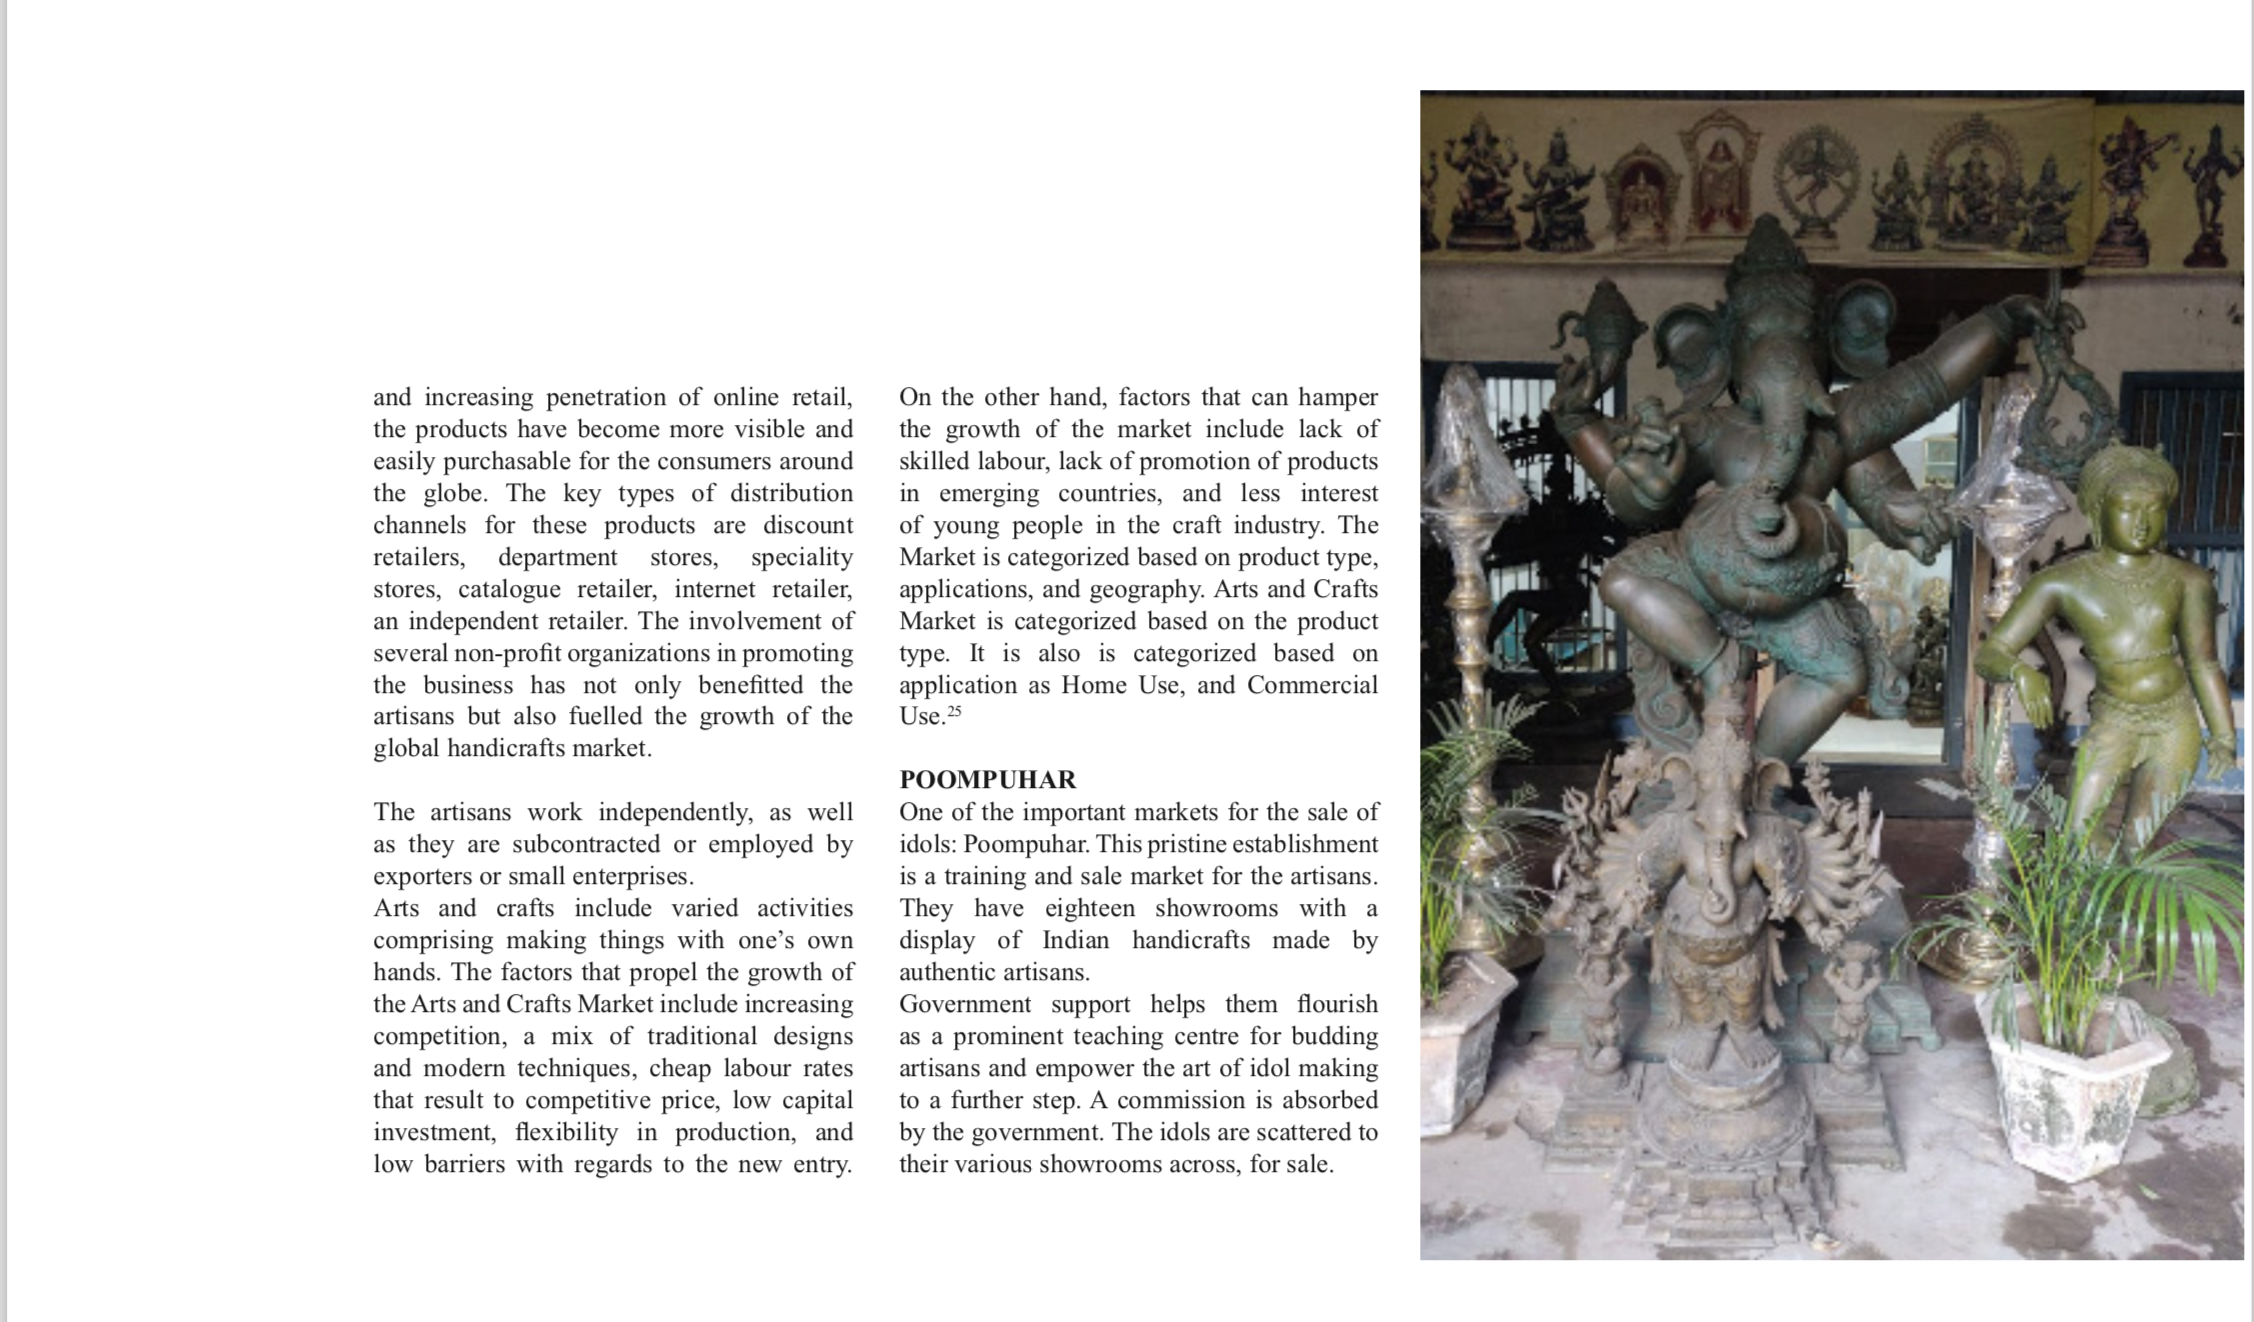 and increasing penetration of online retail,
the products have become more visible and
easily purchasable for the consumers around
the globe. The key types of distribution
channels for these products are discount
retailers, department stores, speciality
stores, catalogue retailer, internet retailer,
an independent retailer. The involvement of
several non-profit organizations in promoting
the business has not only benefitted the
artisans but also fuelled the growth of the
global handicrafts market.
The artisans work independently, as well
as they are subcontracted or employed by
exporters or small enterprises.
Arts and crafts include varied activities
comprising making things with one’s own
hands. The factors that propel the growth of
the Arts and Crafts Market include increasing
competition, a mix of traditional designs
and modern techniques, cheap labour rates
that result to competitive price, low capital
investment, flexibility in production, and
low barriers with regards to the new entry.
On the other hand, factors that can hamper
the growth of the market include lack of
skilled labour, lack of promotion of products
in emerging countries, and less interest
of young people in the craft industry. The
Market is categorized based on product type,
applications, and geography. Arts and Crafts
Market is categorized based on the product
type. It is also is categorized based on
application as Home Use, and Commercial
Use.25
POOMPUHAR
One of the important markets for the sale of
idols: Poompuhar. This pristine establishment
is a training and sale market for the artisans.
They have eighteen showrooms with a
display of Indian handicrafts made by
authentic artisans.
Government support helps them flourish
as a prominent teaching centre for budding
artisans and empower the art of idol making
to a further step. A commission is absorbed
by the government. The idols are scattered to
their various showrooms across, for sale.